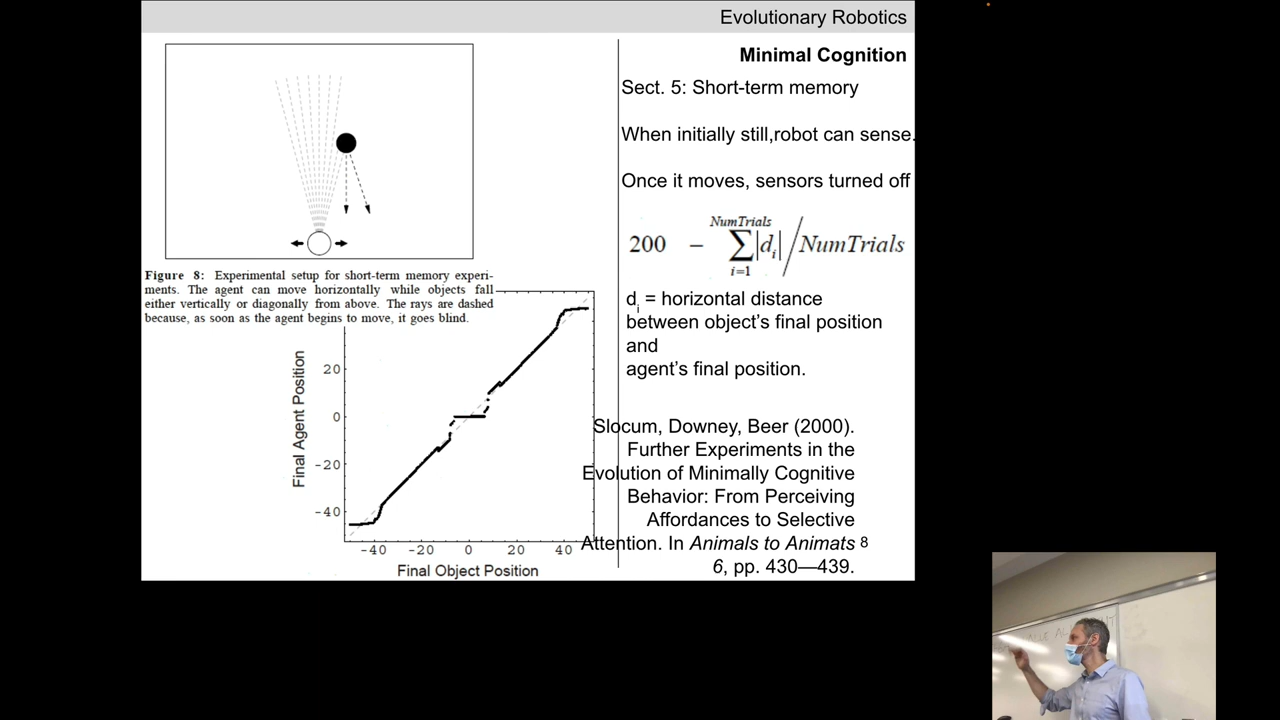 Evolutionary Robotics
Minimal Cognition
Sect. 5: Short-term memory
When initially still,robot can sense.
Once it moves, sensors turned off
200 − NumTrials ∑ i=1 |di| / NumTrials
di = horizontal distance
between object's final position
and
agent's final position.
Slocum, Downey, Beer (2000).
Further Experiments in the
Evolution of Minimally Cognitive
Behavior: From Perceiving
Affordances to Selective
Attention. In Animals to Animats
6, pp. 430—439.
8
Figure 8: Experimental setup for short-term memory experi-
ments. The agent can move horizontally while objects fall
either vertically or diagonally from above. The rays are dashed
because, as soon as the agent begins to move, it goes blind.
Final Agent Position
20
0
-20
-40
-40 -20 0 20 40
Final Object Position